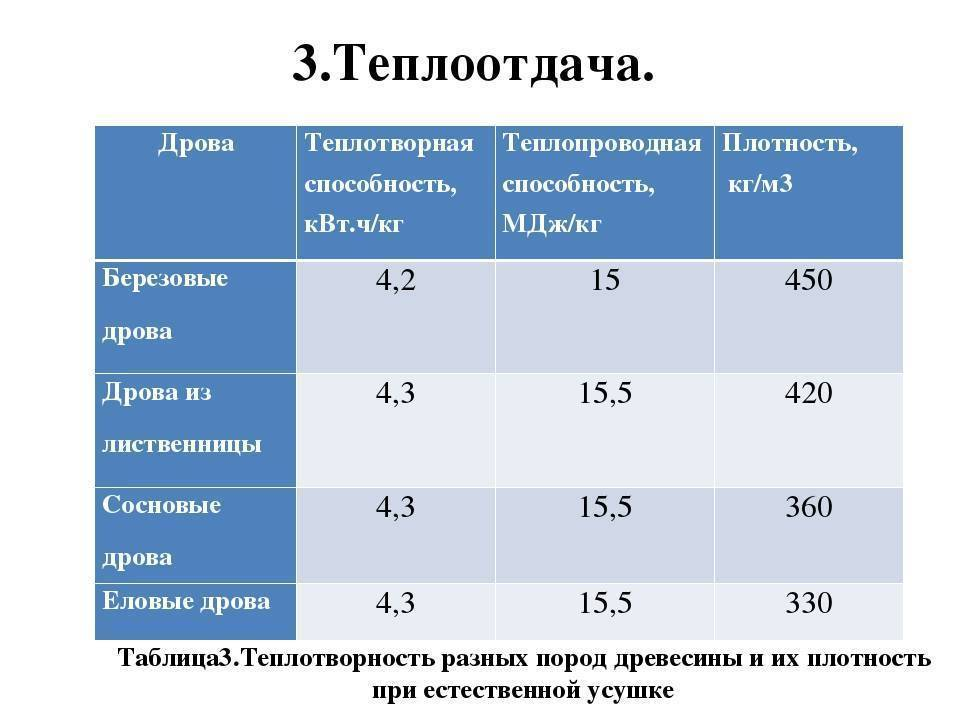 3.Теплоотдача.
Дрова
Теплотворная
способность,
кВт.ч/кг
Теплопроводная
способность,
МДж/кг
Плотность,
кг/м3
Березовые
дрова
4,2
15
450
Дрова из
лиственницы
4,3
15,5
420
Сосновые
дрова
4,3
15,5
360
Еловые дрова
4,3
15,5
330
Таблица3.Теплотворность разных пород древесины и их плотность
при естественной усушке